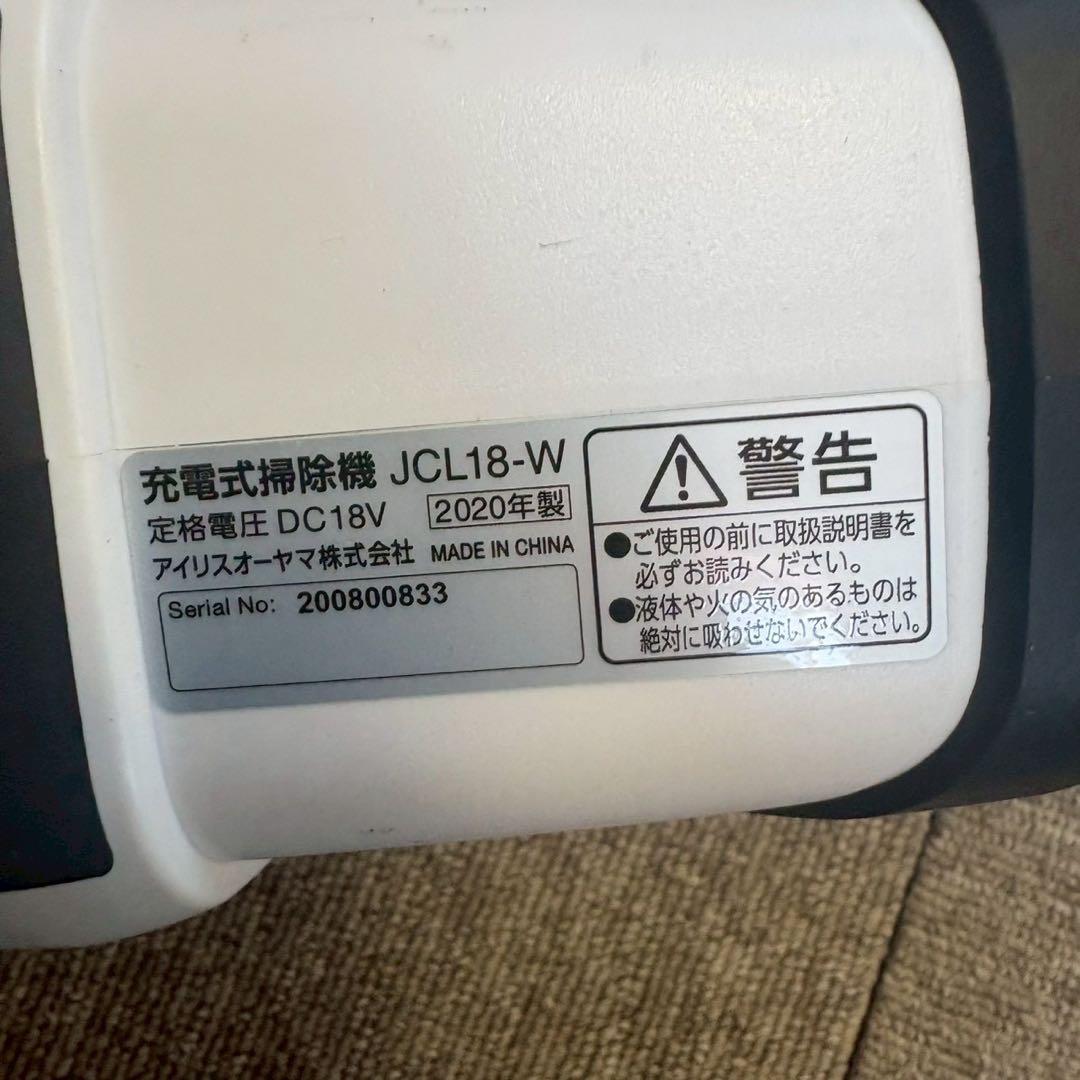 充電式掃除機 JCL18-W
定格電圧 DC18V 2020年製
アイリスオーヤマ株式会社 MADE IN CHINA
Serial No: 200800833
警告
●ご使用の前に取扱説明書を
必ずお読みください。
●液体や火の気のあるものは
絶対に吸わせないでください。